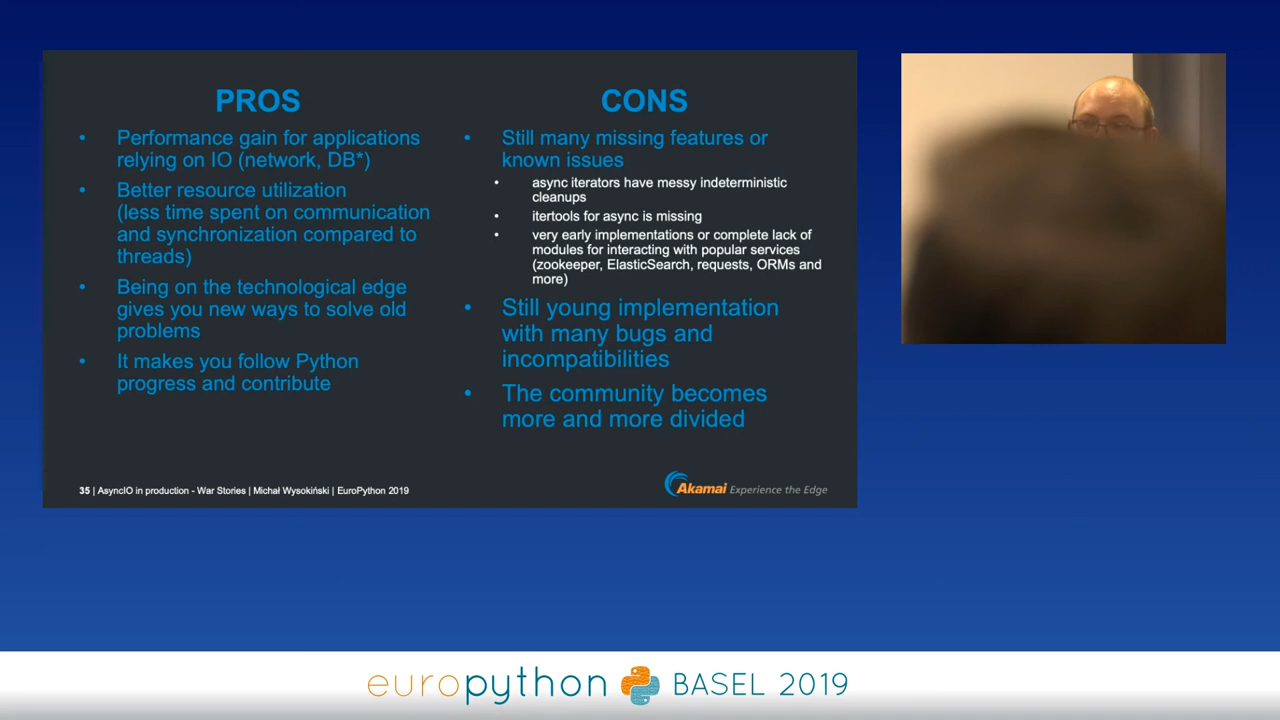 PROS
• Performance gain for applications
relying on IO (network, DB*)
• Better resource utilization
(less time spent on communication
and synchronization compared to
threads)
• Being on the technological edge
gives you new ways to solve old
problems
• It makes you follow Python
progress and contribute
CONS
• Still many missing features or
known issues
• async iterators have messy indeterministic
cleanups
• itertools for async is missing
• very early implementations or complete lack of
modules for interacting with popular services
(zookeeper, ElasticSearch, requests, ORMs and
more)
• Still young implementation
with many bugs and
incompatibilities
• The community becomes
more and more divided
35 | AsyncIO in production - War Stories | Michał Wysokiński | EuroPython 2019
Akamai Experience the Edge
europython BASEL 2019